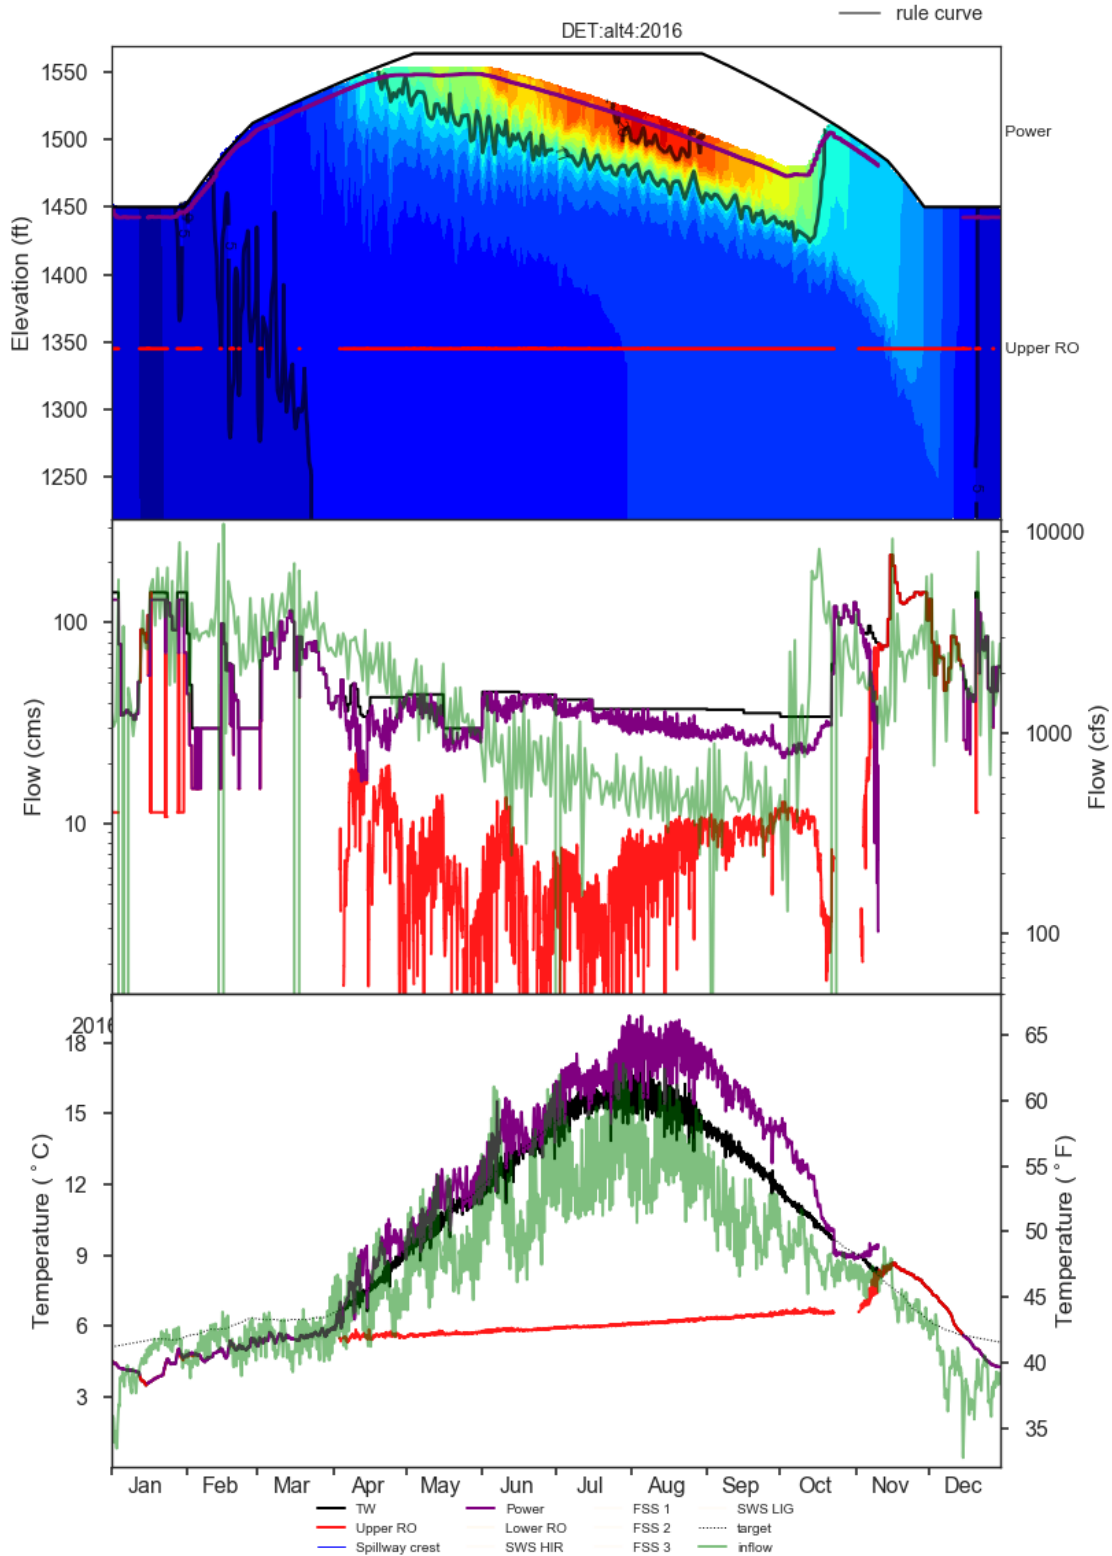 rule curve
DET:alt4:2016
1550
1500
1450
1400
1350
1300
1250
Elevation (ft)
Power
Upper RO
5
5
5
100
10
Flow (cms)
10000
1000
100
Flow (cfs)
2016
18
15
12
9
6
3
Temperature (°C)
65
60
55
50
45
40
35
Temperature (°F)
Jan Feb Mar Apr May Jun Jul Aug Sep Oct Nov Dec
TW Power FSS 1 SWS LIG
Upper RO Lower RO FSS 2 target
Spillway crest SWS HIR FSS 3 inflow